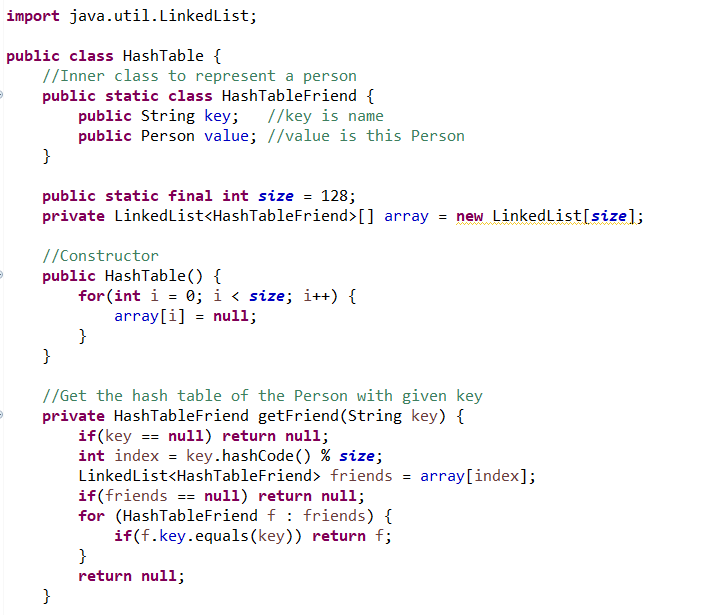 import java.util.LinkedList;

public class HashTable {
    //Inner class to represent a person
    public static class HashTableFriend {
        public String key;   //key is name
        public Person value; //value is this Person
    }

    public static final int size = 128;
    private LinkedList<HashTableFriend>[] array = new LinkedList[size];

    //Constructor
    public HashTable() {
        for(int i = 0; i < size; i++) {
            array[i] = null;
        }
    }

    //Get the hash table of the Person with given key
    private HashTableFriend getFriend(String key) {
        if(key == null) return null;
        int index = key.hashCode() % size;
        LinkedList<HashTableFriend> friends = array[index];
        if(friends == null) return null;
        for (HashTableFriend f : friends) {
            if(f.key.equals(key)) return f;
        }
        return null;
    }